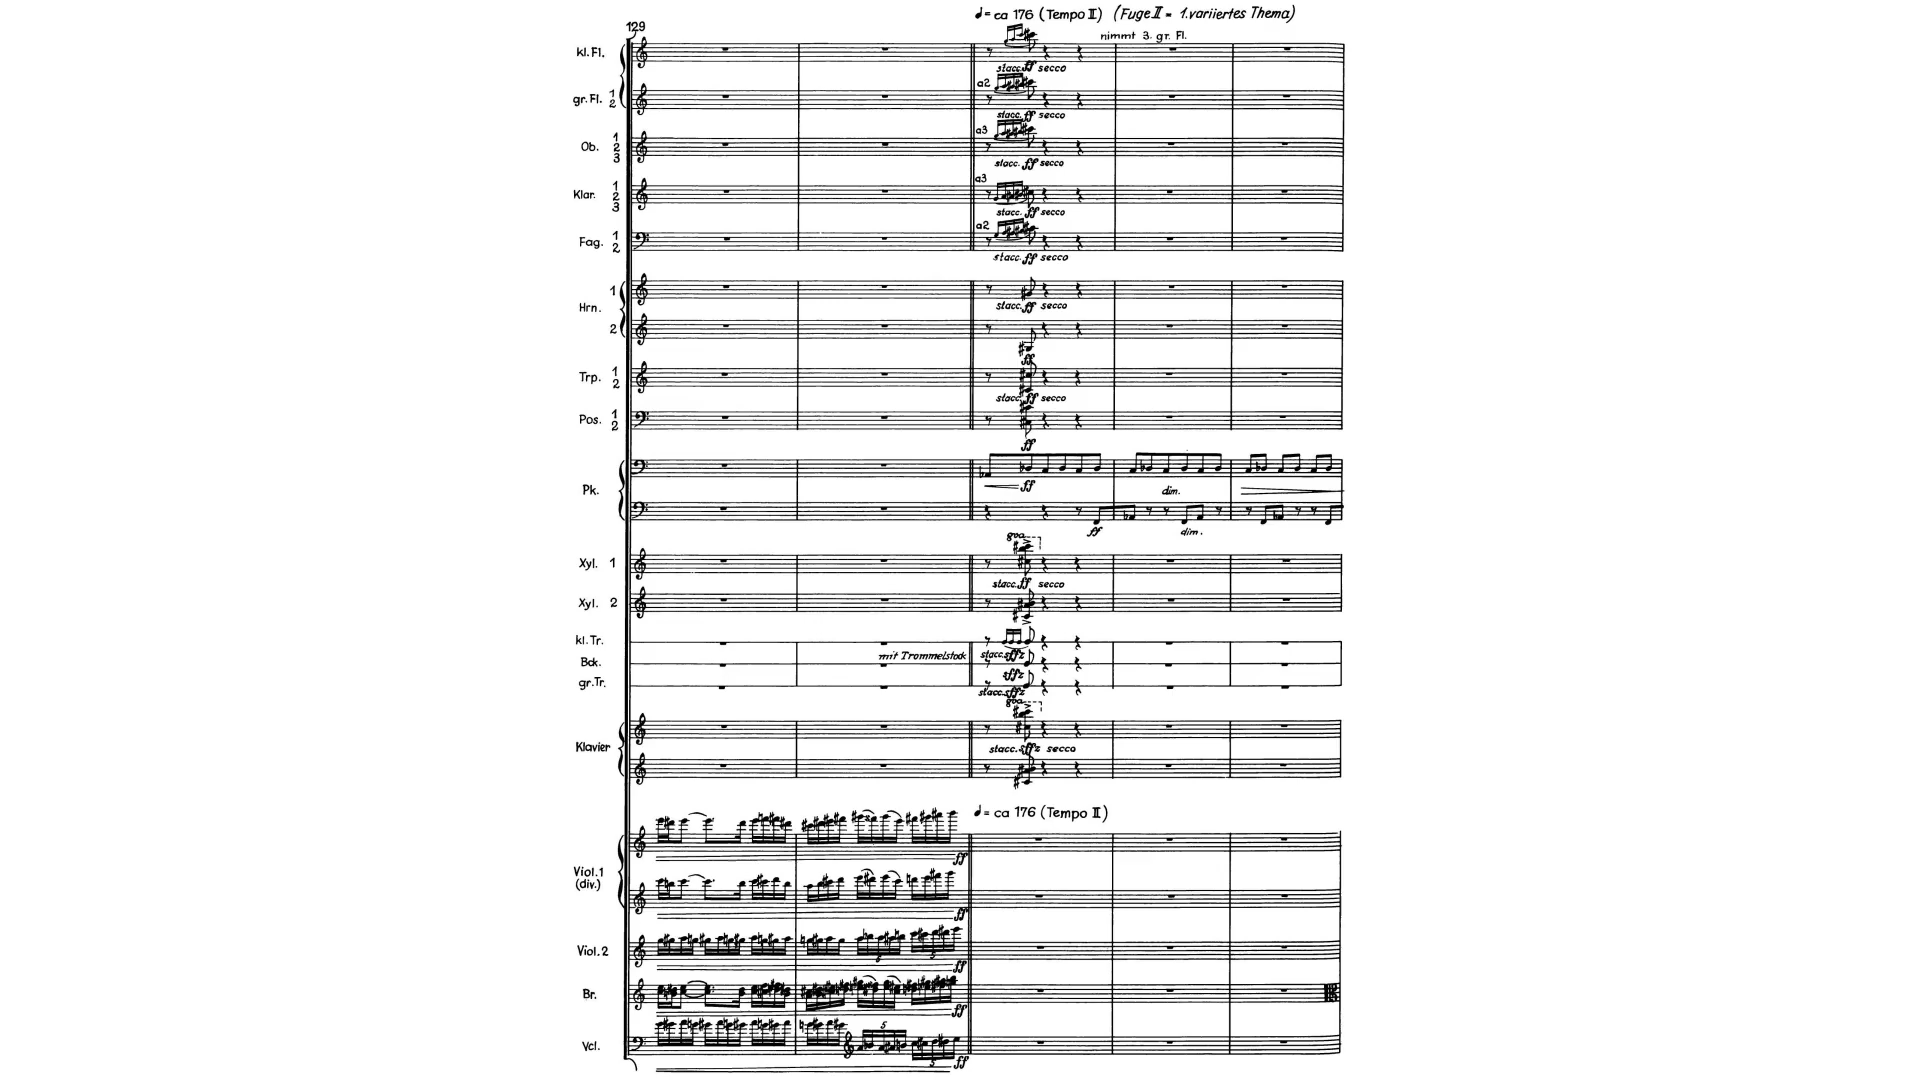 ♩= ca 176 (Tempo II) (Fuge II = 1. variiertes Thema)
129
nimmt 3. gr. Fl.
kl. Fl.
stacc. ff secco
a2
gr. Fl. 1 2
stacc. ff secco
a3
Ob. 1 2 3
stacc. ff secco
a3
Klar. 1 2 3
stacc. ff secco
a2
Fag. 1 2
stacc. ff secco
Hrn. 1
stacc. ff secco
2
ff
Trp. 1 2
stacc. ff secco
Pos. 1 2
ff
Pk.
ff dim.
ff dim.
8va
Xyl. 1
stacc. ff secco
Xyl. 2
kl. Tr.
mit Trommelstock stacc. sffz
Bck.
sffz
gr. Tr.
stacc. sffz
8va
Klavier
stacc. sffz secco
♩= ca 176 (Tempo II)
ff
Viol. 1
(div.)
ff
Viol. 2
5 5
ff
Br.
ff
5
Vcl.
5
ff